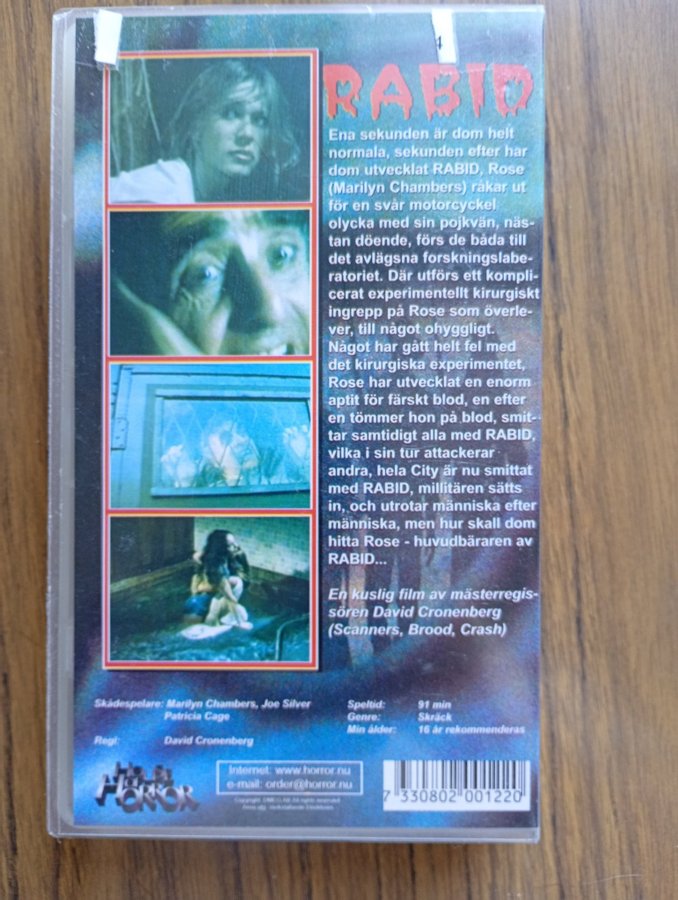 RABID
Ena sekunden är dom helt
normala, sekunden efter har
dom utvecklat RABID, Rose
(Marilyn Chambers) råkar ut
för en svår motorcyckel
olycka med sin pojkvän, näs-
tan döende, förs de båda till
det avlägsna forskningslabe-
ratoriet. Där utförs ett kompli-
cerat experimentellt kirurgiskt
ingrepp på Rose som överle-
ver, till något ohyggligt.
Något har gått helt fel med
det kirurgiska experimentet,
Rose har utvecklat en enorm
aptit för färskt blod, en efter
en tömmer hon på blod, smit-
tar samtidigt alla med RABID,
vilka i sin tur attackerar
andra, hela City är nu smittat
med RABID, millitären sätts
in, och utrotar människa efter
människa, men hur skall dom
hitta Rose - huvudbäraren av
RABID...
En kuslig film av mästerregis-
sören David Cronenberg
(Scanners, Brood, Crash)
Skådespelare: Marilyn Chambers, Joe Silver
Patricia Cage
Regi: David Cronenberg
Speltid: 91 min
Genre: Skräck
Min ålder: 16 år rekommenderas
HORROR
Internet: www.horror.nu
e-mail: order@horror.nu
7 330802 001220